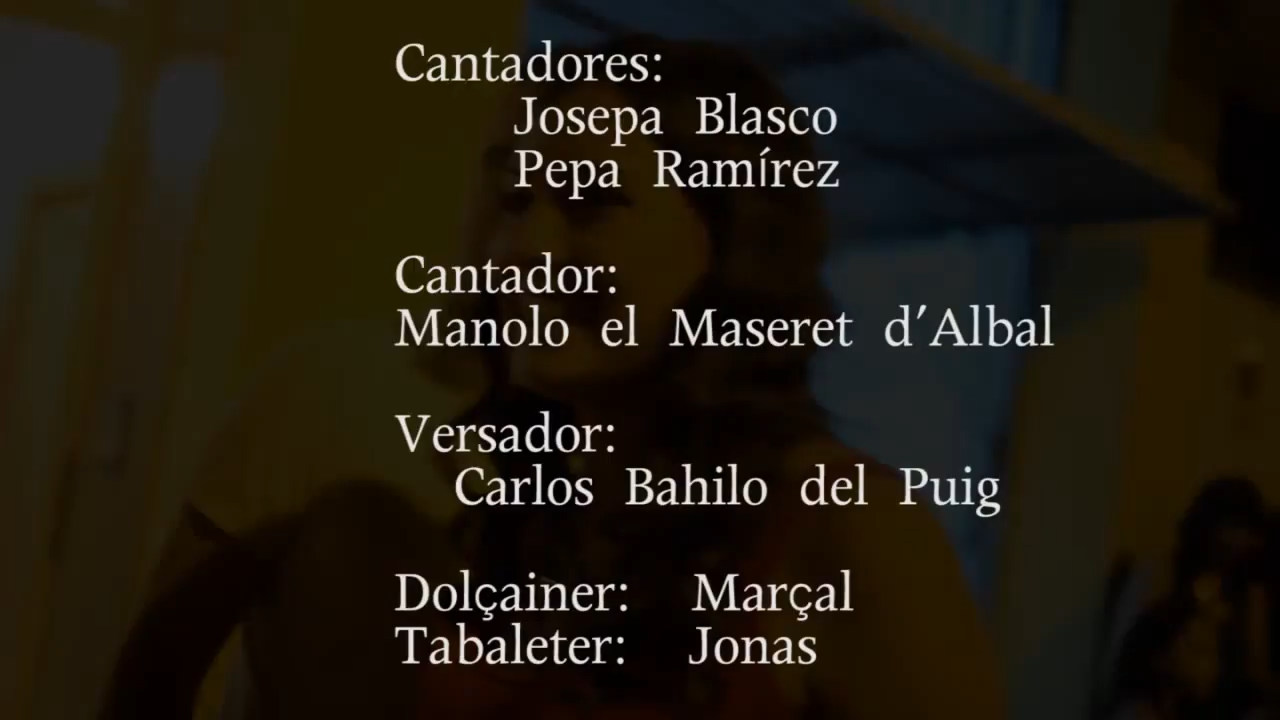 Cantadores:
Josepa Blasco
Pepa Ramírez
Cantador:
Manolo el Maseret d'Albal
Versador:
Carlos Bahilo del Puig
Dolçainer: Marçal
Tabaleter: Jonas